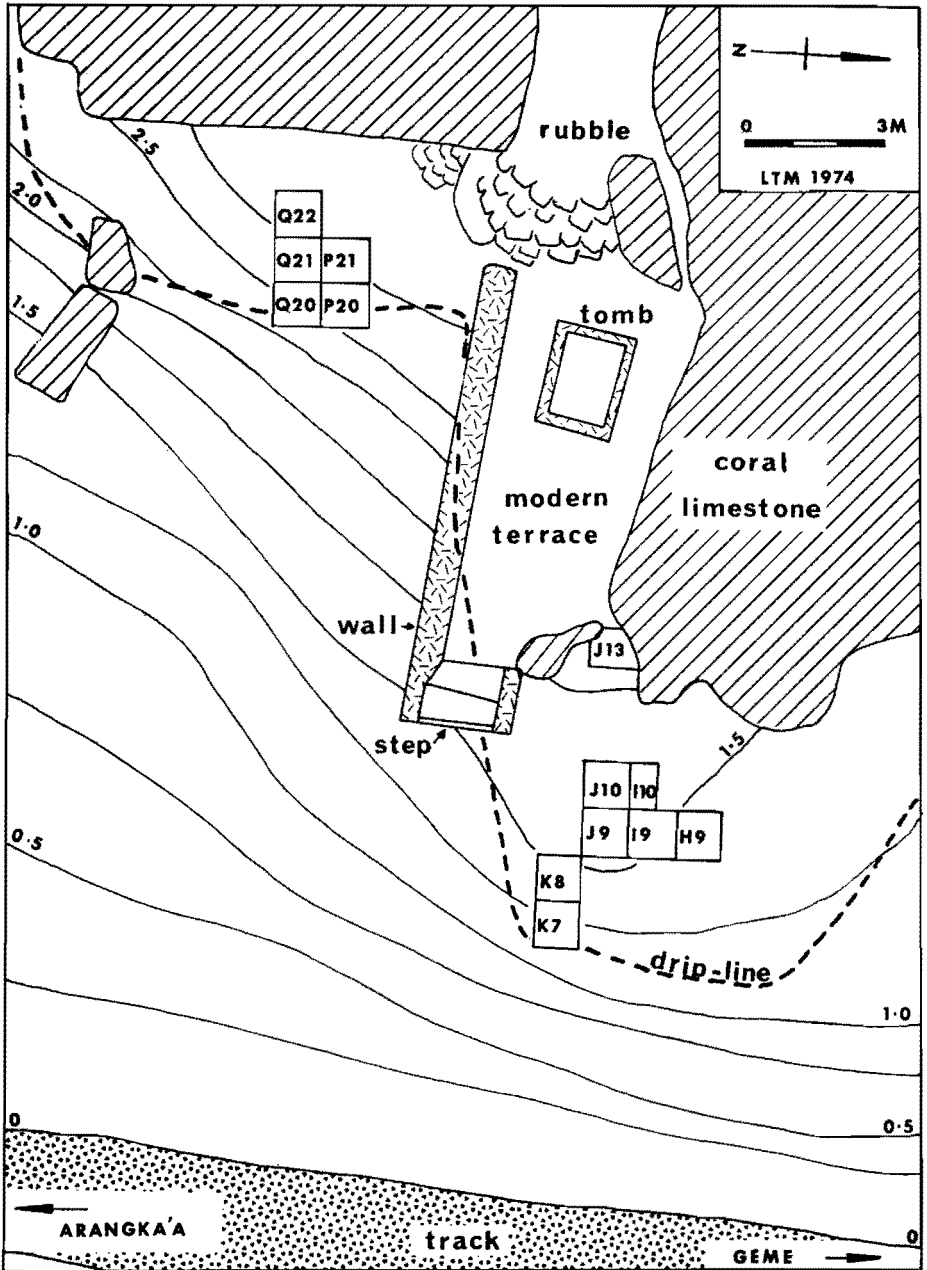 N
0 3M
LTM 1974
rubble
2·5
2·0
1·5
Q22
Q21 P21
Q20 P20
tomb
coral
limestone
modern
terrace
1·0
wall
J13
step
1·5
J10 I10
J9 I9 H9
0·5
K8
K7
drip-line
1·0
0
0·5
ARANGKA'A
track
GEME
0